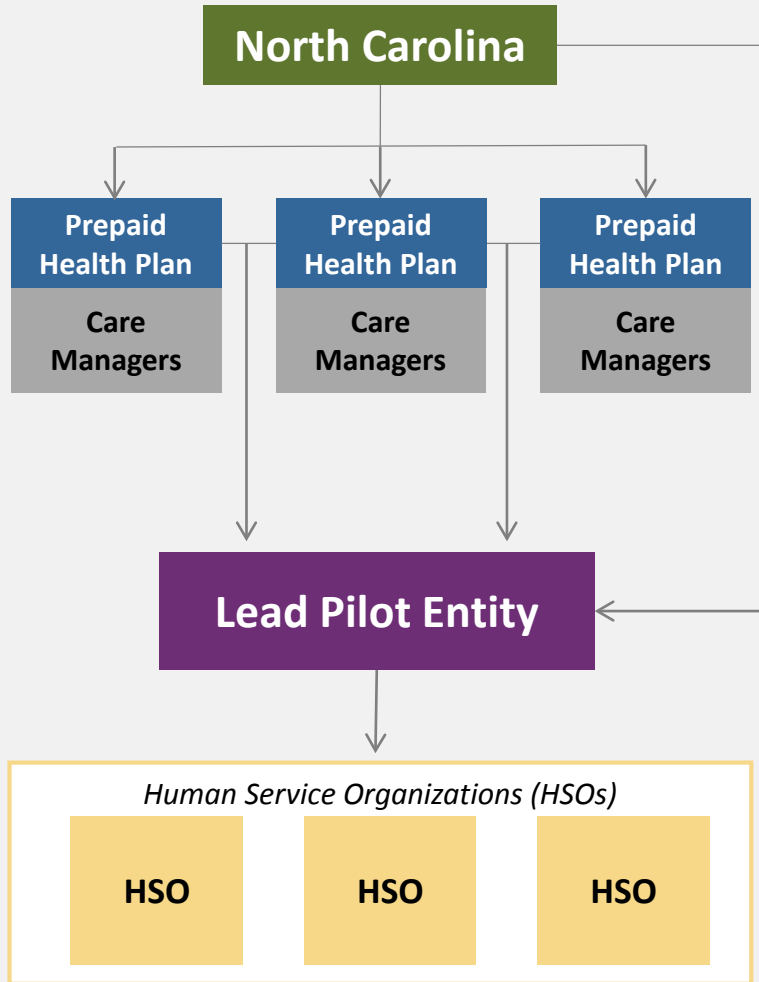 North Carolina
Prepaid
Health Plan
Prepaid
Health Plan
Prepaid
Health Plan
Care
Managers
Care
Managers
Care
Managers
Lead Pilot Entity
Human Service Organizations (HSOs)
HSO
HSO
HSO